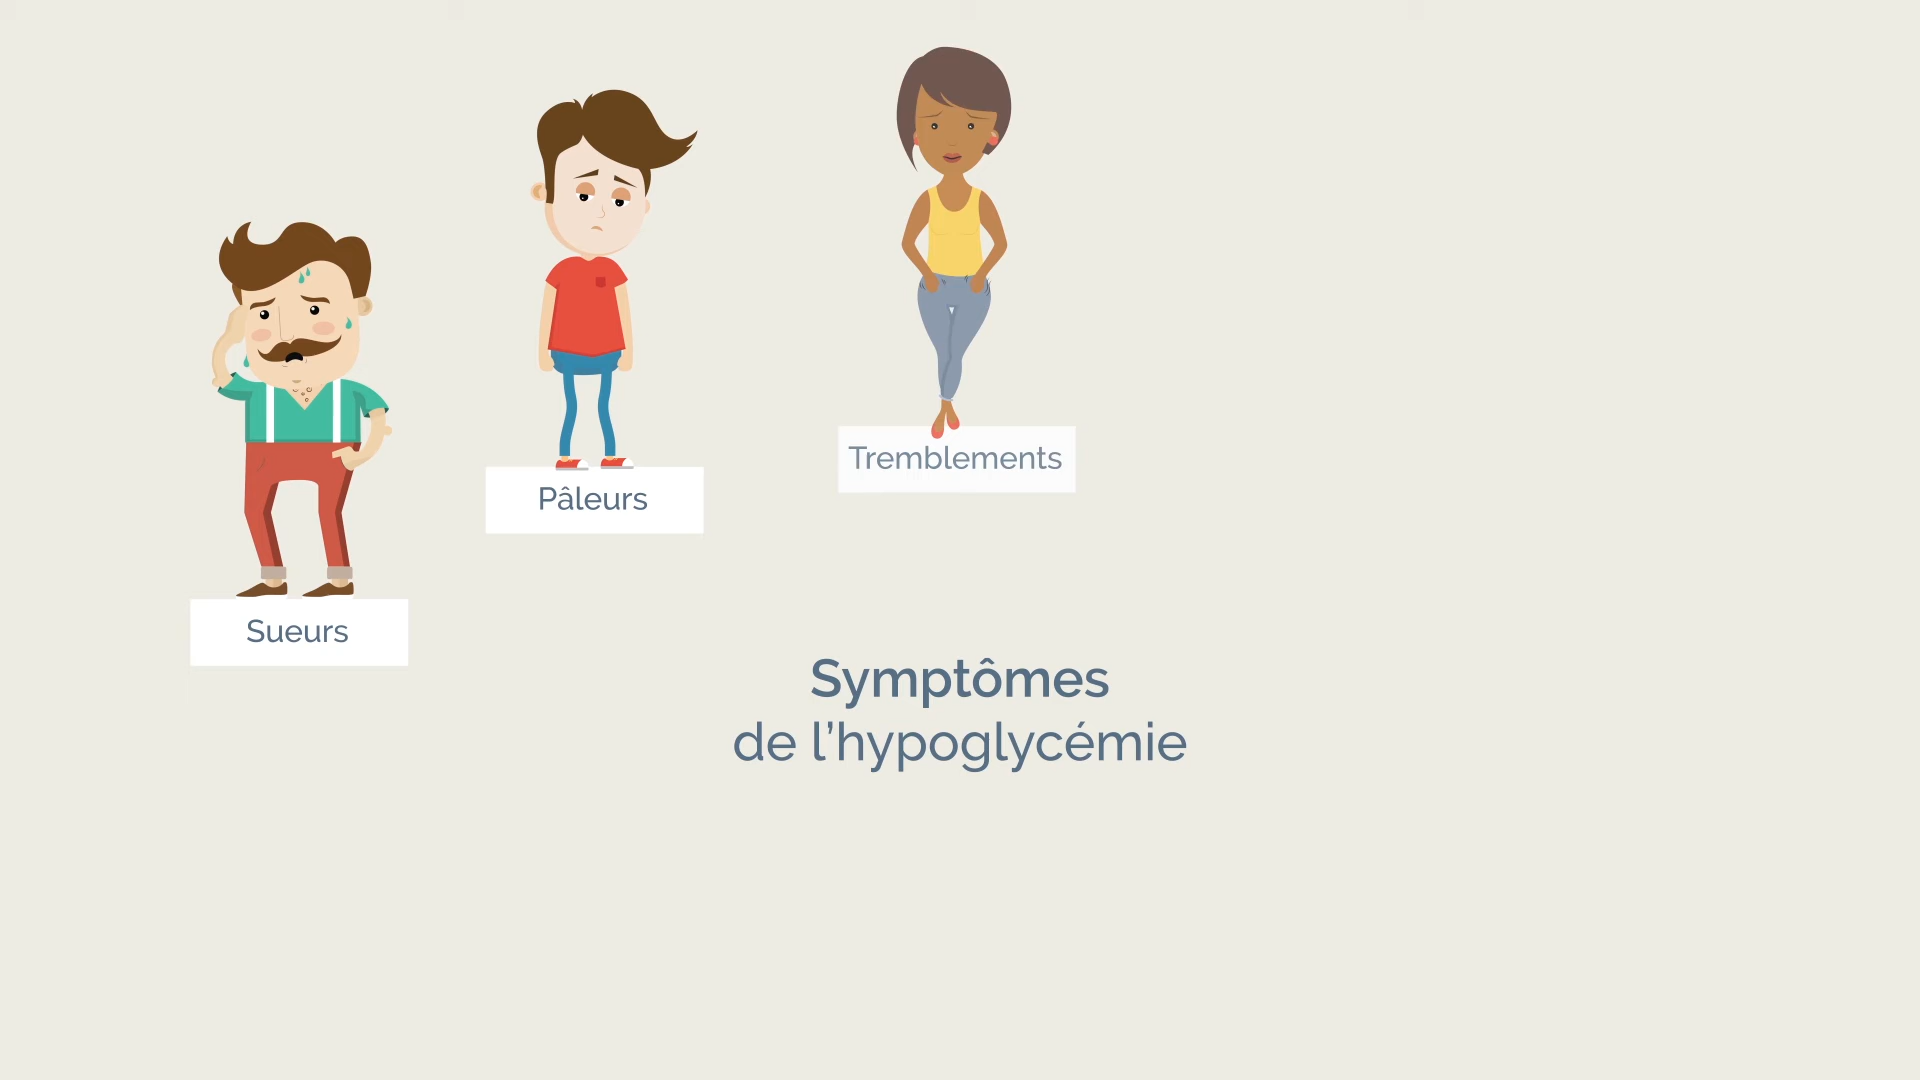 Tremblements
Pâleurs
Sueurs
Symptômes
de l’hypoglycémie